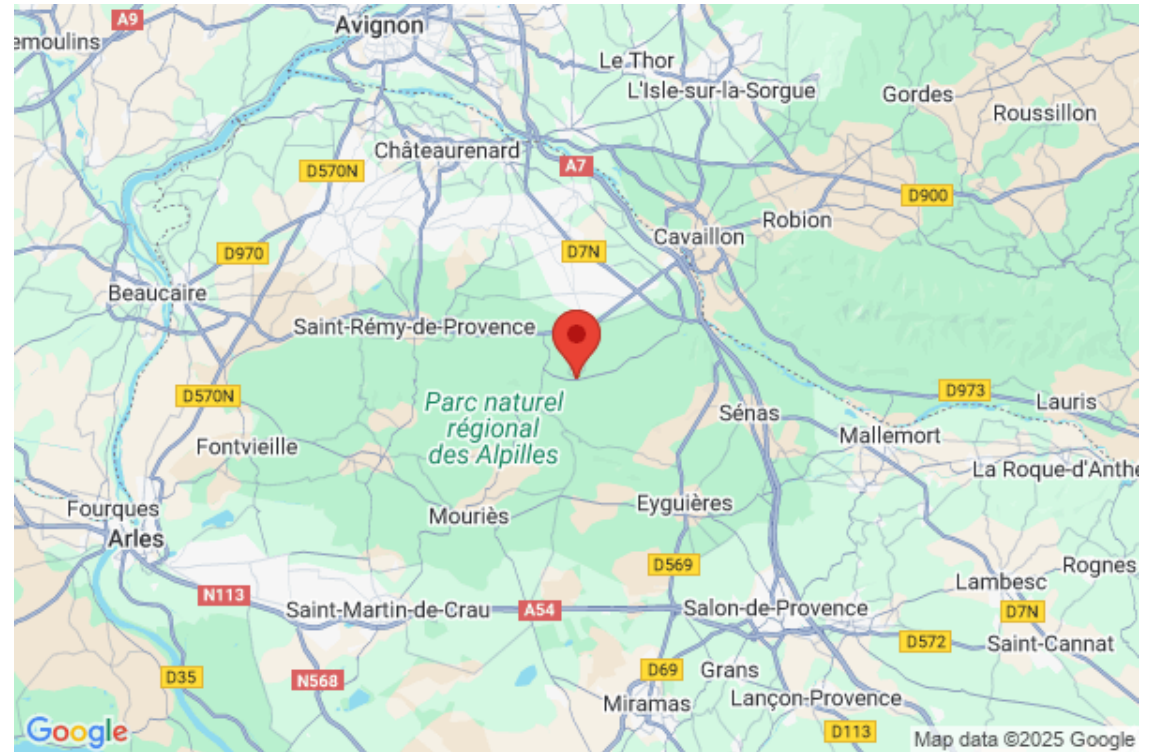 A9
Avignon
emoulins
Le Thor
L'Isle-sur-la-Sorgue
Gordes
Roussillon
Châteaurenard
A7
D570N
D900
Robion
Cavaillon
D970
D7N
Beaucaire
Saint-Rémy-de-Provence
D570N
Parc naturel
régional
des Alpilles
D973
Lauris
Sénas
Mallemort
Fontvieille
La Roque-d'Anthe
Eyguières
Fourques
Mouriès
Arles
D569
Rognes
Lambesc
N113
Saint-Martin-de-Crau
A54
Salon-de-Provence
D7N
D572
Saint-Cannat
D35
N568
D69
Grans
Miramas
Lançon-Provence
D113
Google
Map data ©2025 Google